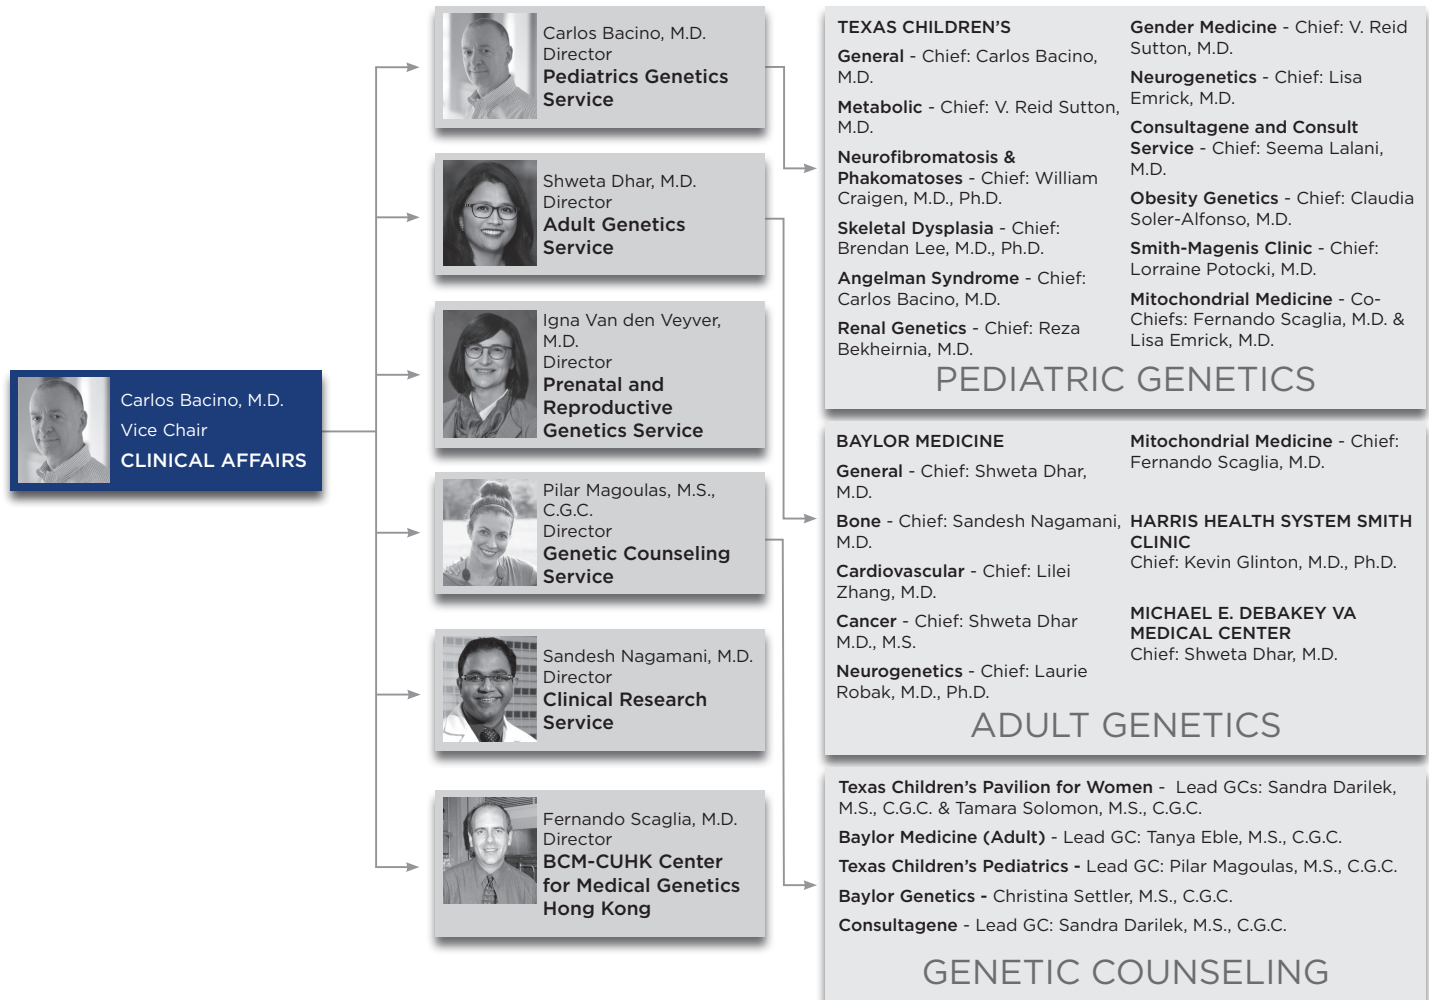 Carlos Bacino, M.D.
Vice Chair
CLINICAL AFFAIRS
Carlos Bacino, M.D.
Director
Pediatrics Genetics
Service
Shweta Dhar, M.D.
Director
Adult Genetics
Service
Igna Van den Veyver,
M.D.
Director
Prenatal and
Reproductive
Genetics Service
Pilar Magoulas, M.S.,
C.G.C.
Director
Genetic Counseling
Service
Sandesh Nagamani, M.D.
Director
Clinical Research
Service
Fernando Scaglia, M.D.
Director
BCM-CUHK Center
for Medical Genetics
Hong Kong
TEXAS CHILDREN’S
General - Chief: Carlos Bacino,
M.D.
Metabolic - Chief: V. Reid Sutton,
M.D.
Neurofibromatosis &
Phakomatoses - Chief: William
Craigen, M.D., Ph.D.
Skeletal Dysplasia - Chief:
Brendan Lee, M.D., Ph.D.
Angelman Syndrome - Chief:
Carlos Bacino, M.D.
Renal Genetics - Chief: Reza
Bekheirnia, M.D.
Gender Medicine - Chief: V. Reid
Sutton, M.D.
Neurogenetics - Chief: Lisa
Emrick, M.D.
Consultagene and Consult
Service - Chief: Seema Lalani,
M.D.
Obesity Genetics - Chief: Claudia
Soler-Alfonso, M.D.
Smith-Magenis Clinic - Chief:
Lorraine Potocki, M.D.
Mitochondrial Medicine - Co-
Chiefs: Fernando Scaglia, M.D. &
Lisa Emrick, M.D.
PEDIATRIC GENETICS
BAYLOR MEDICINE
General - Chief: Shweta Dhar,
M.D.
Bone - Chief: Sandesh Nagamani,
M.D.
Cardiovascular - Chief: Lilei
Zhang, M.D.
Cancer - Chief: Shweta Dhar
M.D., M.S.
Neurogenetics - Chief: Laurie
Robak, M.D., Ph.D.
Mitochondrial Medicine - Chief:
Fernando Scaglia, M.D.
HARRIS HEALTH SYSTEM SMITH
CLINIC
Chief: Kevin Glinton, M.D., Ph.D.
MICHAEL E. DEBAKEY VA
MEDICAL CENTER
Chief: Shweta Dhar, M.D.
ADULT GENETICS
Texas Children’s Pavilion for Women - Lead GCs: Sandra Darilek,
M.S., C.G.C. & Tamara Solomon, M.S., C.G.C.
Baylor Medicine (Adult) - Lead GC: Tanya Eble, M.S., C.G.C.
Texas Children’s Pediatrics - Lead GC: Pilar Magoulas, M.S., C.G.C.
Baylor Genetics - Christina Settler, M.S., C.G.C.
Consultagene - Lead GC: Sandra Darilek, M.S., C.G.C.
GENETIC COUNSELING